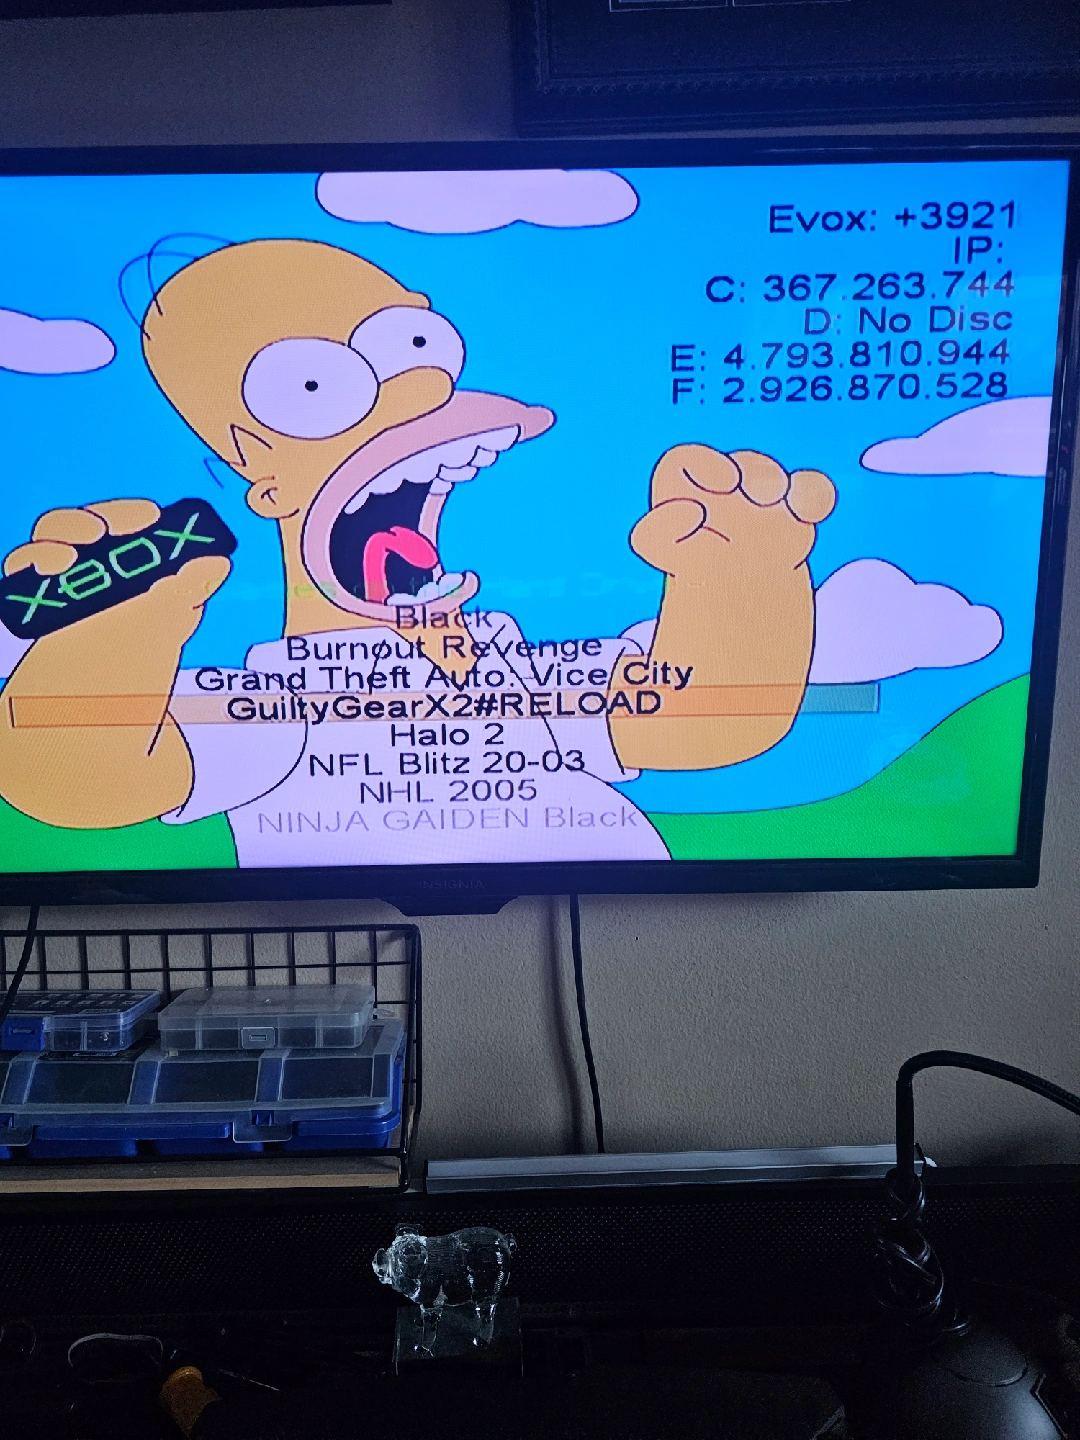 Evox: +3921
IP:
C: 367.263.744
D: No Disc
E: 4.793.810.944
F: 2.926.870.528
XBOX
Black
Burnout Revenge
Grand Theft Auto: Vice City
GuiltyGearX2#RELOAD
Halo 2
NFL Blitz 20-03
NHL 2005
NINJA GAIDEN Black
INSIGNIA